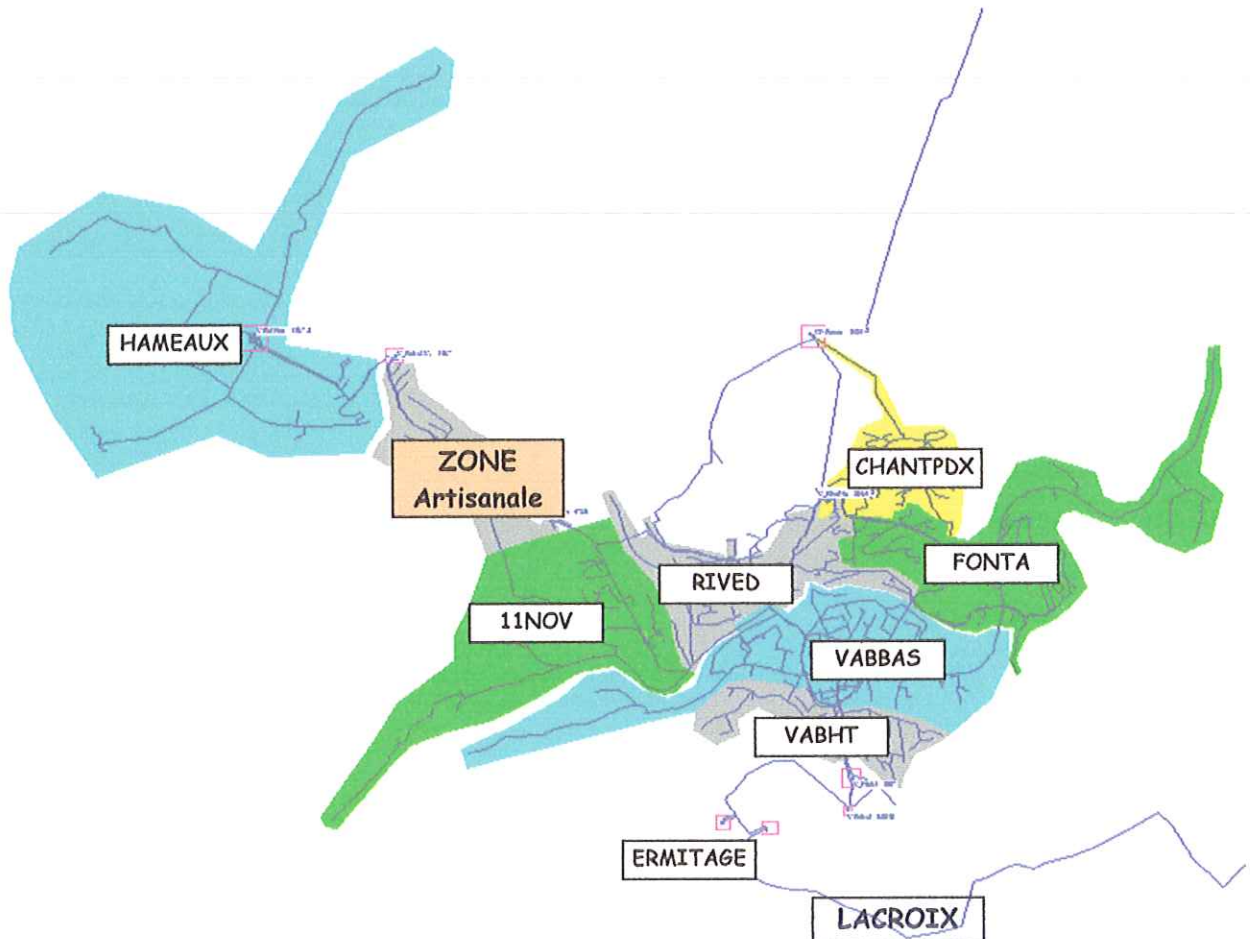 HAMEAUX
ZONE
Artisanale
CHANTPDX
FONTA
RIVED
11NOV
VABBAS
VABHT
ERMITAGE
LACROIX